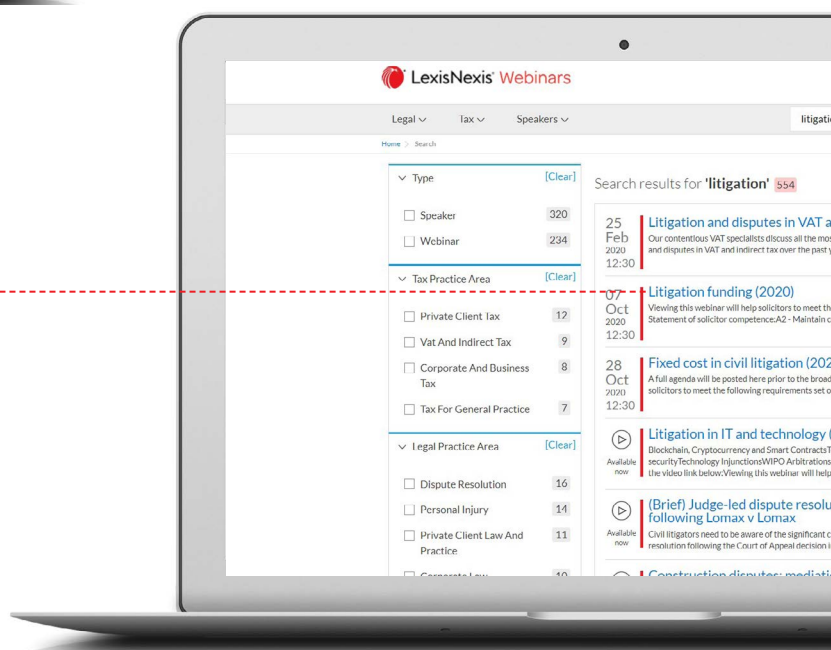 LexisNexis Webinars
Legal Tax Speakers
litigatio
Home > Search
Type [Clear]
Speaker 320
Webinar 234
Tax Practice Area [Clear]
Private Client Tax 12
Vat And Indirect Tax 9
Corporate And Business 8
Tax
Tax For General Practice 7
Legal Practice Area [Clear]
Dispute Resolution 16
Personal Injury 14
Private Client Law And 11
Practice
Corporate Law 10
Search results for 'litigation' 554
25
Feb
2020
12:30
Litigation and disputes in VAT a
Our contentious VAT specialists discuss all the mos
and disputes in VAT and indirect tax over the past y
07
Oct
2020
12:30
Litigation funding (2020)
Viewing this webinar will help solicitors to meet th
Statement of solicitor competence:A2 - Maintain c
28
Oct
2020
12:30
Fixed cost in civil litigation (202
A full agenda will be posted here prior to the broad
solicitors to meet the following requirements set o
Available
now
Litigation in IT and technology (
Blockchain, Cryptocurrency and Smart ContractsT
securityTechnology InjunctionsWIPO Arbitrations
the video link below:Viewing this webinar will help
Available
now
(Brief) Judge-led dispute resolu
following Lomax v Lomax
Civil litigators need to be aware of the significant c
resolution following the Court of Appeal decision i
Construction disputes: mediati